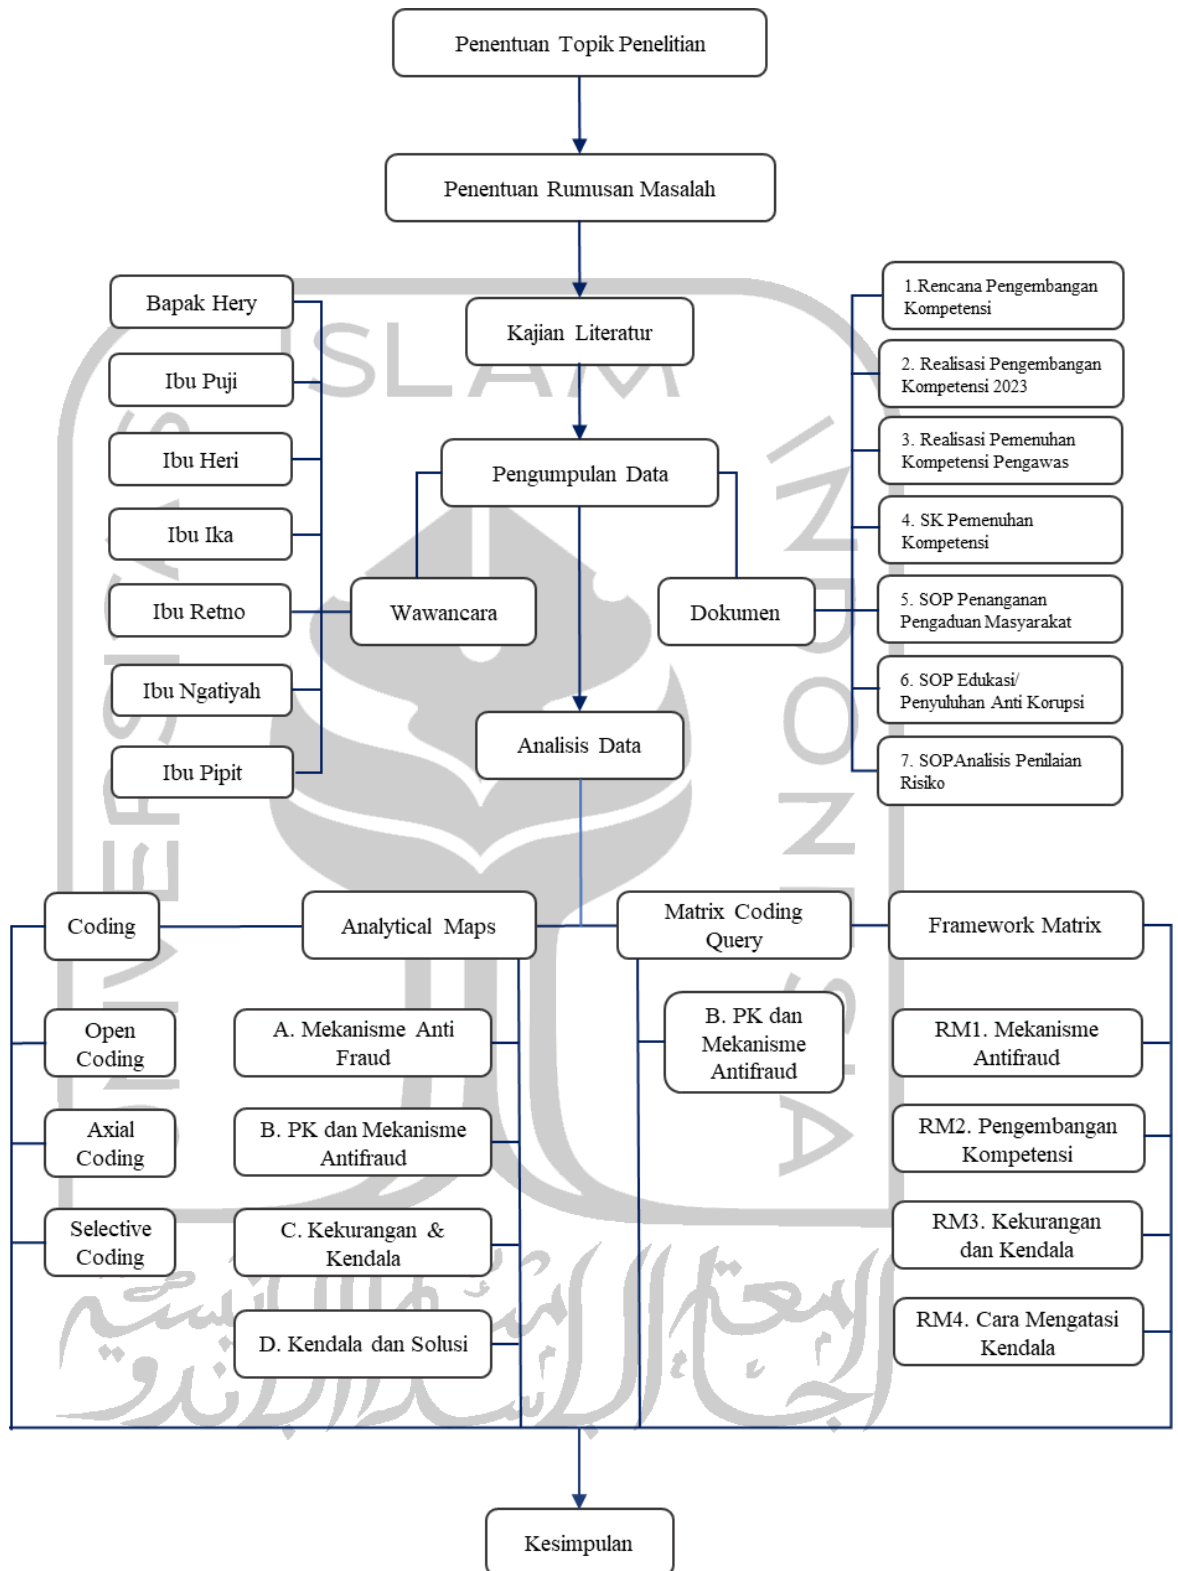 Penentuan Topik Penelitian
Penentuan Rumusan Masalah
Kajian Literatur
Pengumpulan Data
Bapak Hery
Ibu Puji
Ibu Heri
Ibu Ika
Ibu Retno
Ibu Ngatiyah
Ibu Pipit
Wawancara
Dokumen
1.Rencana Pengembangan
Kompetensi
2. Realisasi Pengembangan
Kompetensi 2023
3. Realisasi Pemenuhan
Kompetensi Pengawas
4. SK Pemenuhan
Kompetensi
5. SOP Penanganan
Pengaduan Masyarakat
6. SOP Edukasi/
Penyuluhan Anti Korupsi
7. SOP Analisis Penilaian
Risiko
Analisis Data
Coding
Open
Coding
Axial
Coding
Selective
Coding
Analytical Maps
A. Mekanisme Anti
Fraud
B. PK dan Mekanisme
Antifraud
C. Kekurangan &
Kendala
D. Kendala dan Solusi
Matrix Coding
Query
B. PK dan
Mekanisme
Antifraud
Framework Matrix
RM1. Mekanisme
Antifraud
RM2. Pengembangan
Kompetensi
RM3. Kekurangan
dan Kendala
RM4. Cara Mengatasi
Kendala
Kesimpulan
UNIVERSITAS
ISLAM
INDONESIA